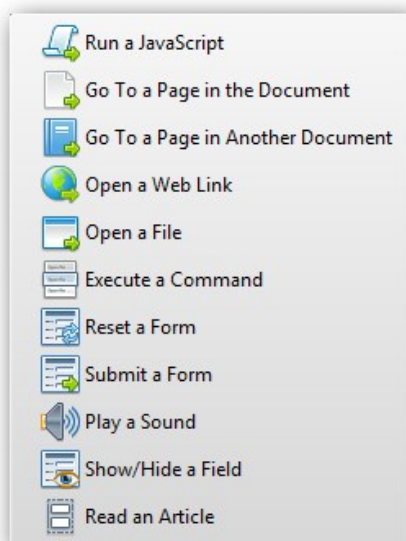 Run a JavaScript
Go To a Page in the Document
Go To a Page in Another Document
Open a Web Link
Open a File
Execute a Command
Reset a Form
Submit a Form
Play a Sound
Show/Hide a Field
Read an Article